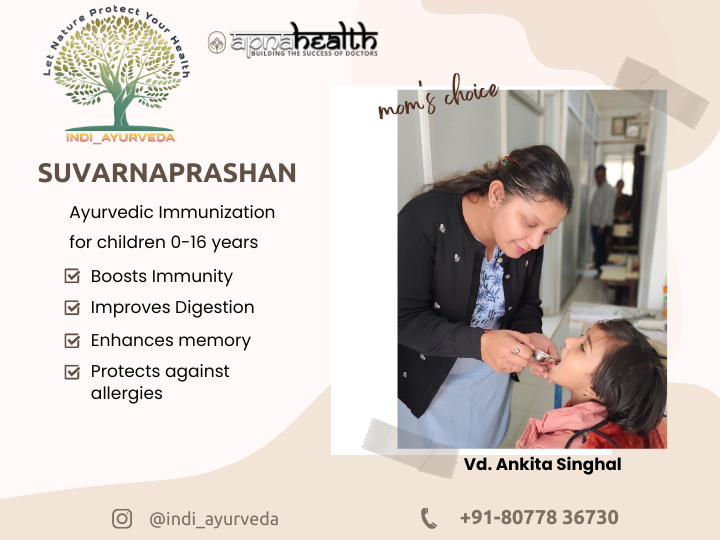 Let Nature Protect Your Health
INDI_AYURVEDA
apnahealth
BUILDING THE SUCCESS OF DOCTORS
mom's choice
SUVARNAPRASHAN
Ayurvedic Immunization
for children 0-16 years
Boosts Immunity
Improves Digestion
Enhances memory
Protects against
allergies
Vd. Ankita Singhal
@indi_ayurveda
+91-80778 36730